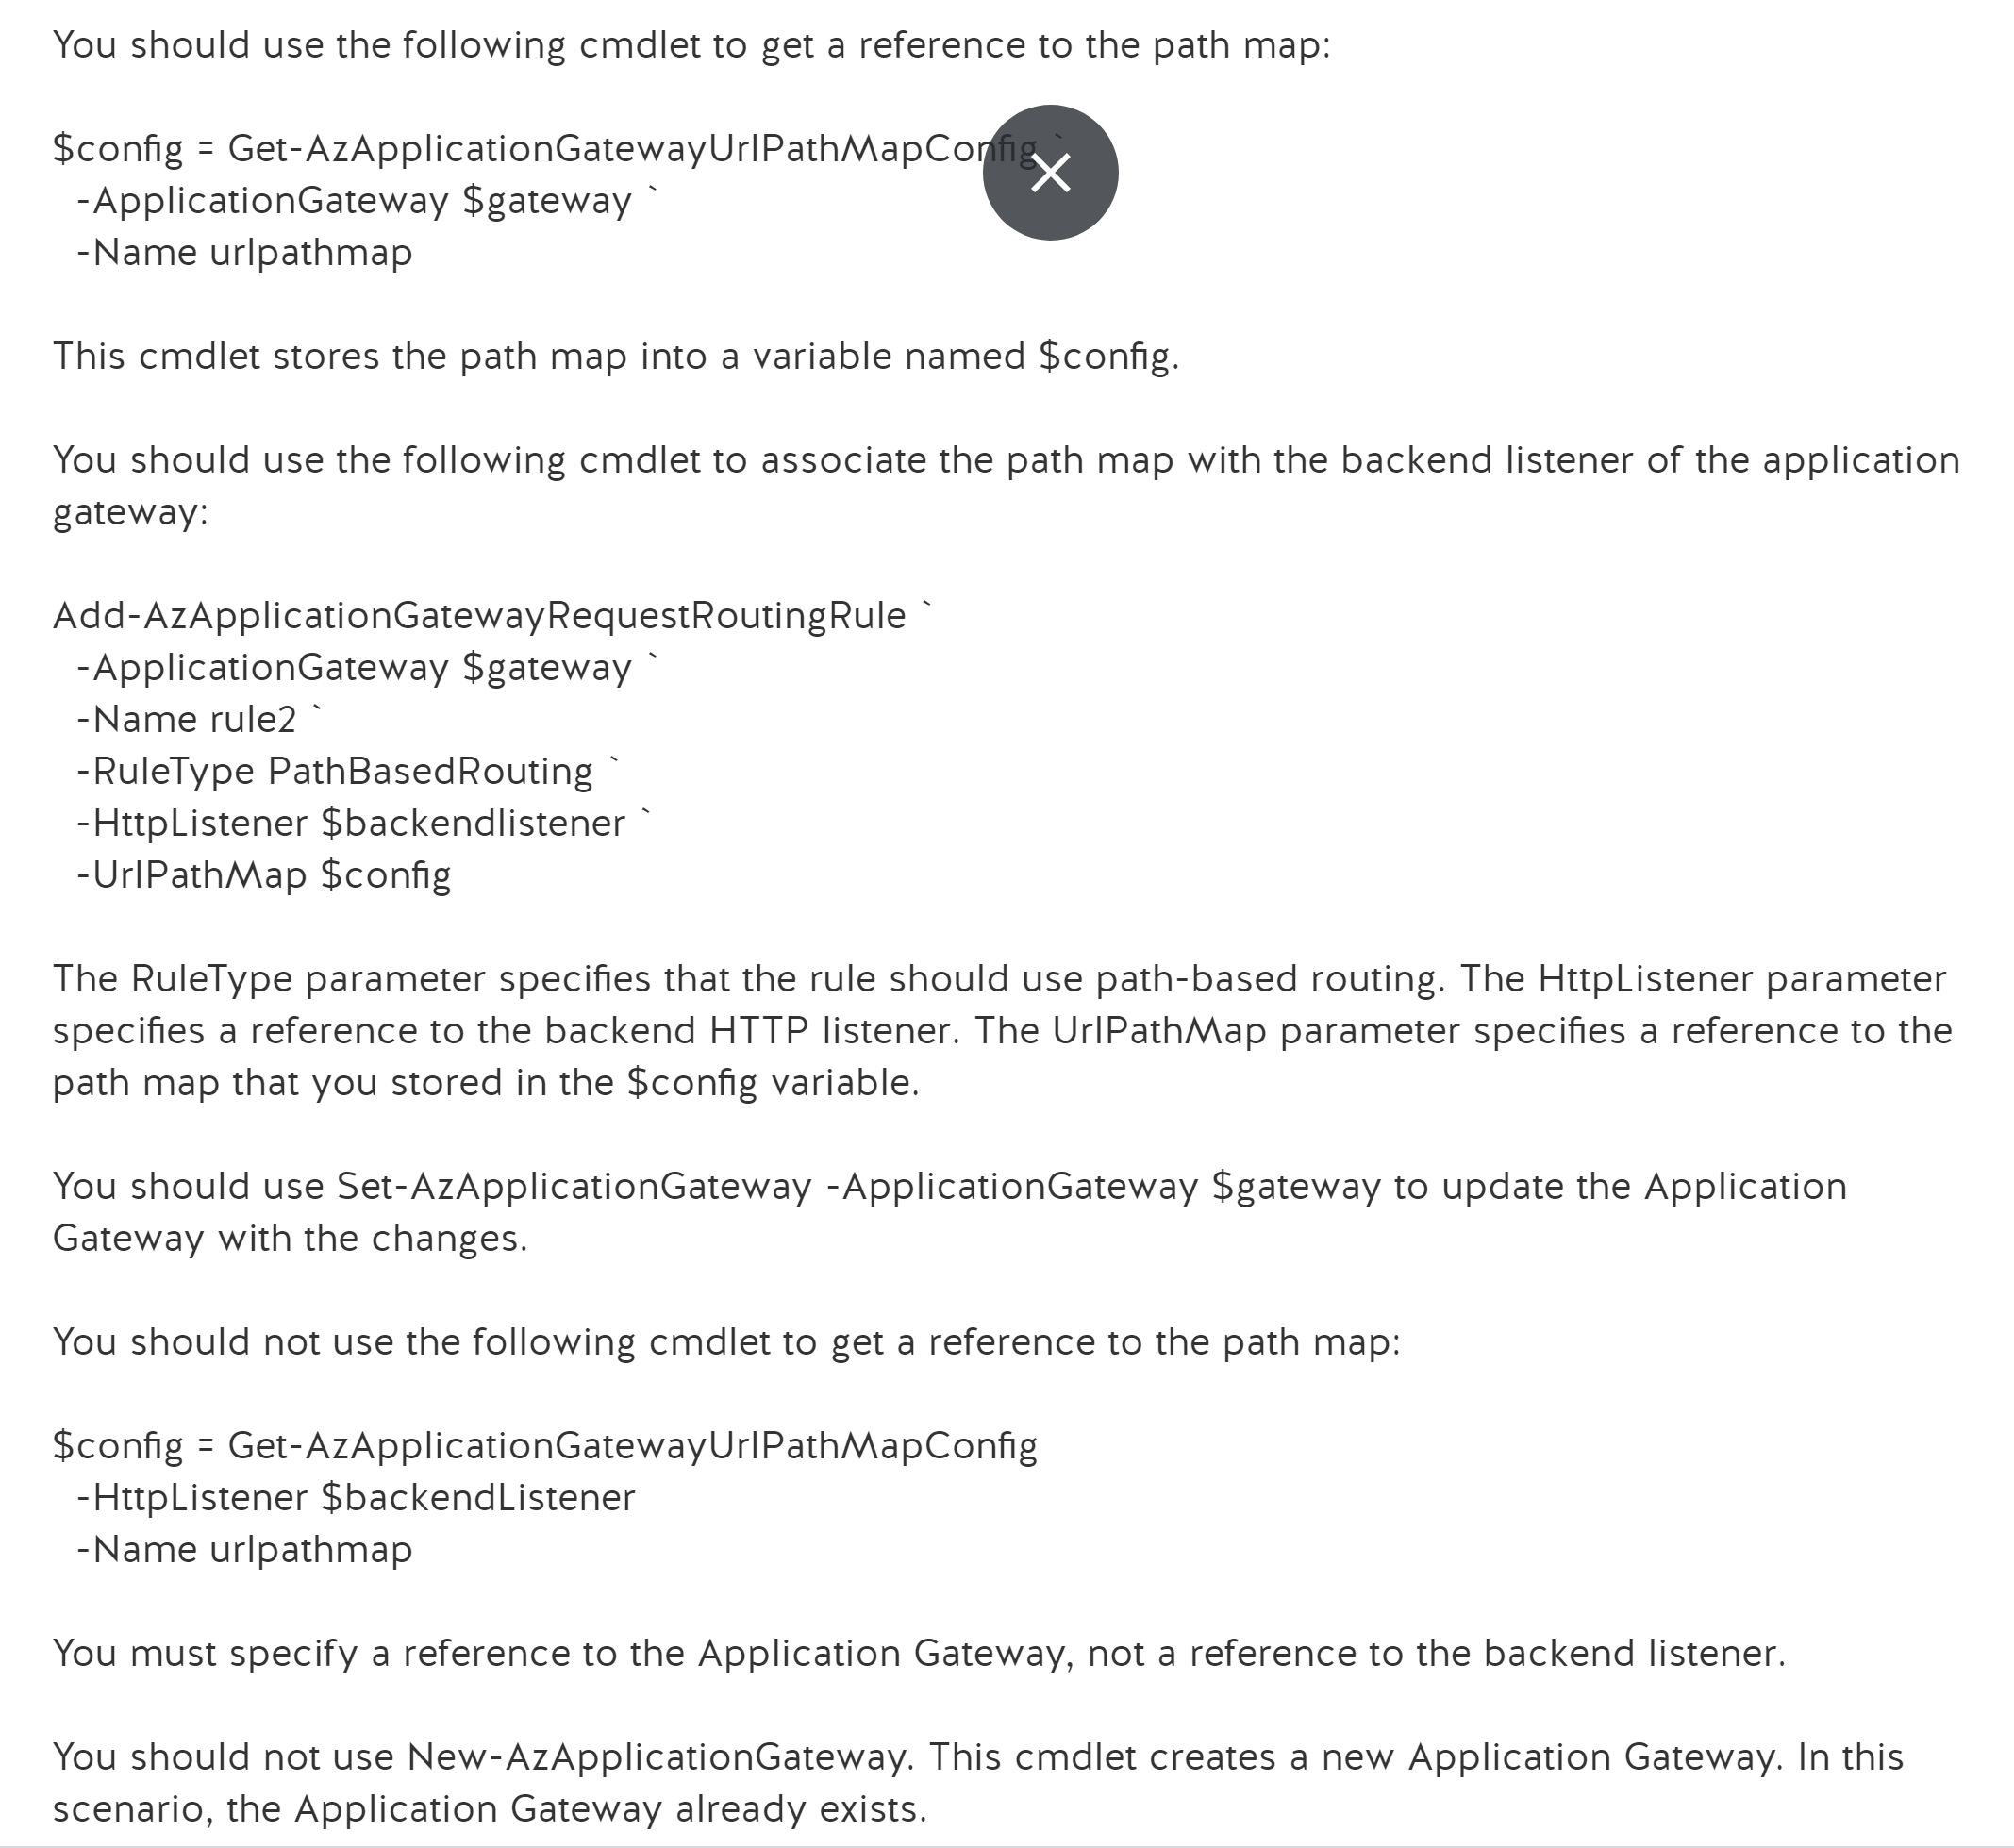 You should use the following cmdlet to get a reference to the path map:
$config = Get-AzApplicationGatewayUrlPathMapConfig `
-ApplicationGateway $gateway `
-Name urlpathmap
This cmdlet stores the path map into a variable named $config.
You should use the following cmdlet to associate the path map with the backend listener of the application
gateway:
Add-AzApplicationGatewayRequestRoutingRule `
-ApplicationGateway $gateway `
-Name rule2 `
-RuleType PathBasedRouting `
-HttpListener $backendlistener `
-UrlPathMap $config
The RuleType parameter specifies that the rule should use path-based routing. The HttpListener parameter
specifies a reference to the backend HTTP listener. The UrlPathMap parameter specifies a reference to the
path map that you stored in the $config variable.
You should use Set-AzApplicationGateway -ApplicationGateway $gateway to update the Application
Gateway with the changes.
You should not use the following cmdlet to get a reference to the path map:
$config = Get-AzApplicationGatewayUrlPathMapConfig
-HttpListener $backendListener
-Name urlpathmap
You must specify a reference to the Application Gateway, not a reference to the backend listener.
You should not use New-AzApplicationGateway. This cmdlet creates a new Application Gateway. In this
scenario, the Application Gateway already exists.